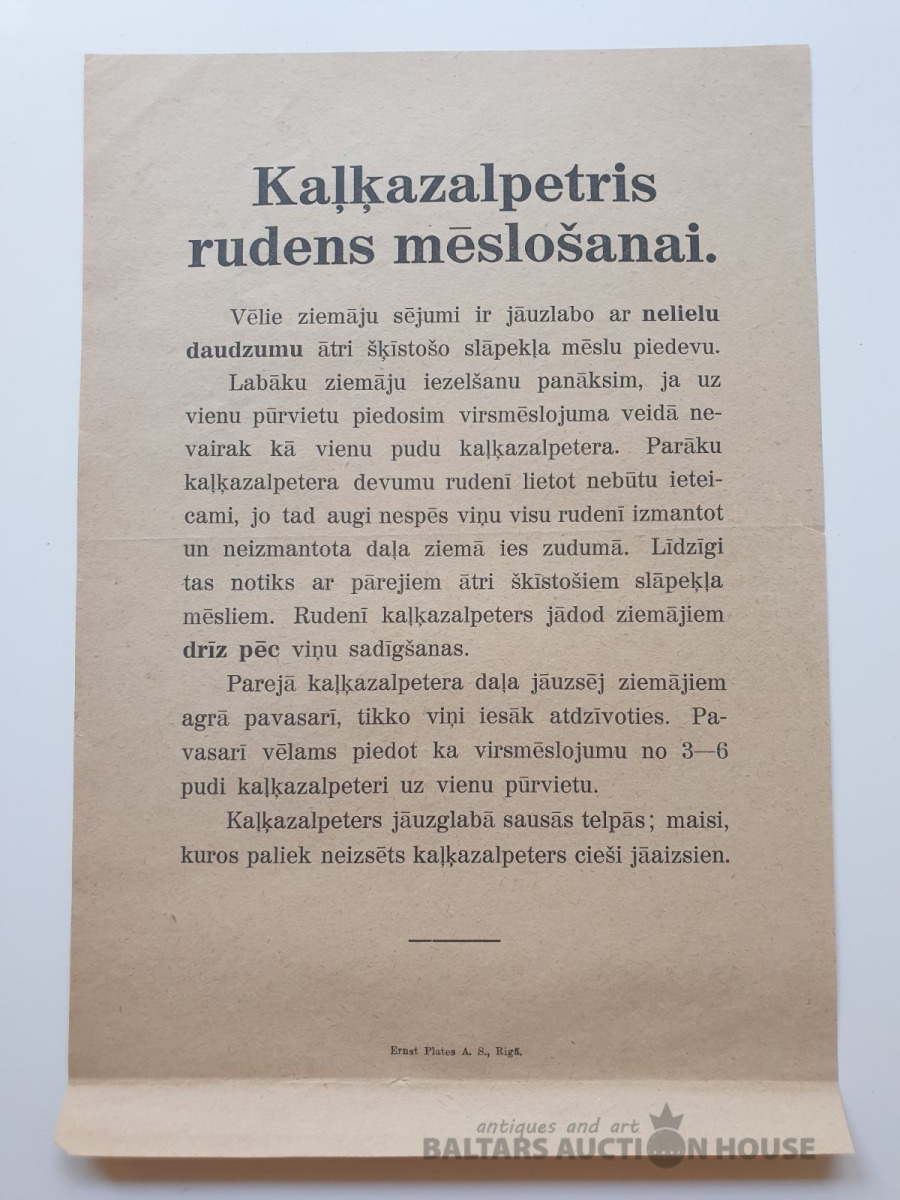 Kaļķazalpetris
rudens mēslošanai.
Vēlie ziemāju sējumi ir jāuzlabo ar nelielu
daudzumu ātri šķīstošo slāpekļa mēslu piedevu.
Labāku ziemāju iezelšanu panāksim, ja uz
vienu pūrvietu piedosim virsmēslojuma veidā ne-
vairak kā vienu pudu kaļķazalpetera. Parāku
kaļķazalpetera devumu rudenī lietot nebūtu ietei-
cami, jo tad augi nespēs viņu visu rudenī izmantot
un neizmantota daļa ziemā ies zudumā. Līdzīgi
tas notiks ar pārejiem ātri škīstošiem slāpekļa
mēsliem. Rudenī kaļķazalpeters jādod ziemājiem
drīz pēc viņu sadīgšanas.
Parejā kaļķazalpetera daļa jāuzsēj ziemājiem
agrā pavasarī, tikko viņi iesāk atdzīvoties. Pa-
vasarī vēlams piedot ka virsmēslojumu no 3—6
pudi kaļķazalpeteri uz vienu pūrvietu.
Kaļķazalpeters jāuzglabā sausās telpās; maisi,
kuros paliek neizsēts kaļķazalpeters cieši jāaizsien.
Ernst Plates A. S., Rigā.
antiques and art
BALTARS AUCTION HOUSE